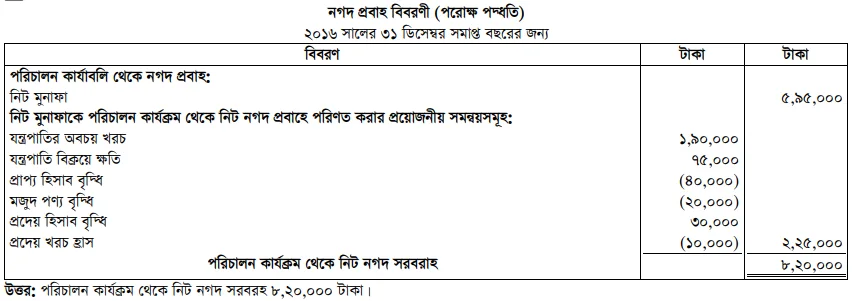 নগদ প্রবাহ বিবরণী (পরোক্ষ পদ্ধতি)
২০১৬ সালের ৩১ ডিসেম্বর সমাপ্ত বছরের জন্য
বিবরণ টাকা টাকা
পরিচালন কার্যাবলি থেকে নগদ প্রবাহ:
নিট মুনাফা ৫,৯৫,০০০
নিট মুনাফাকে পরিচালন কার্যক্রম থেকে নিট নগদ প্রবাহে পরিণত করার প্রয়োজনীয় সমন্বয়সমূহ:
যন্ত্রপাতির অবচয় খরচ ১,৯০,০০০
যন্ত্রপাতি বিক্রয়ে ক্ষতি ৭৫,০০০
প্রাপ্য হিসাব বৃদ্ধি (৪০,০০০)
মজুদ পণ্য বৃদ্ধি (২০,০০০)
প্রদেয় হিসাব বৃদ্ধি ৩০,০০০
প্রদেয় খরচ হ্রাস (১০,০০০) ২,২৫,০০০
পরিচালন কার্যক্রম থেকে নিট নগদ সরবরাহ ৮,২০,০০০
উত্তর: পরিচালন কার্যক্রম থেকে নিট নগদ সরবরহ ৮,২০,০০০ টাকা।